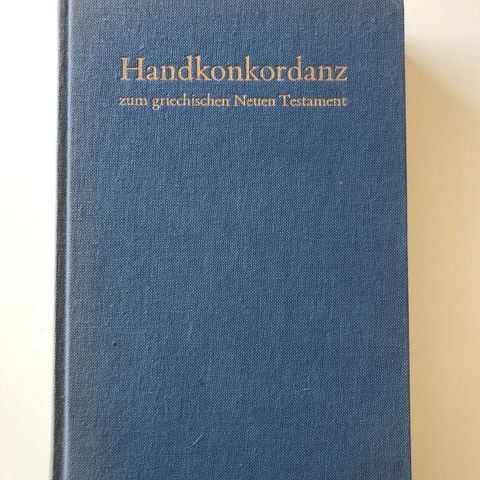 Handkonkordanz
zum griechischen Neuen Testament